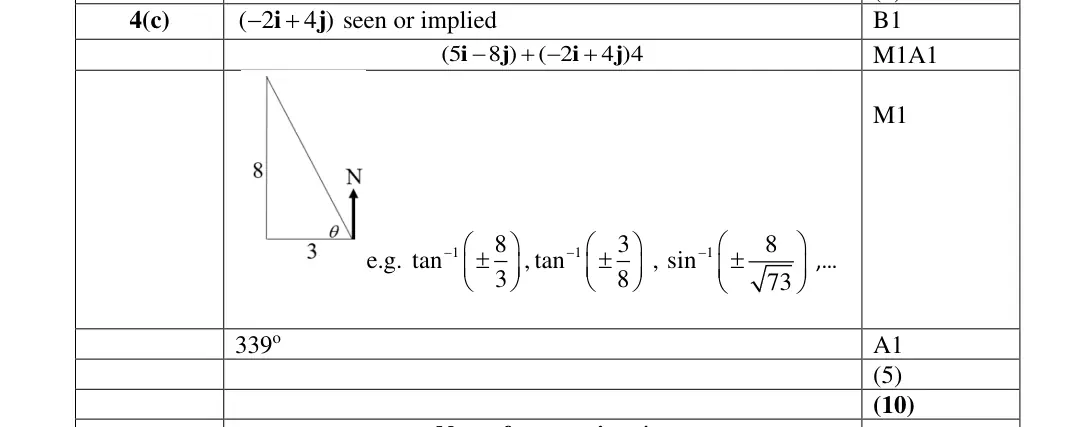 4(c) (−2i + 4j) seen or implied B1
(5i − 8j) + (−2i + 4j)4 M1A1
M1
8
N
θ
3
e.g. tan⁻¹(± 8/3), tan⁻¹(± 3/8) , sin⁻¹(± 8/√73) ,...
339º A1
(5)
(10)